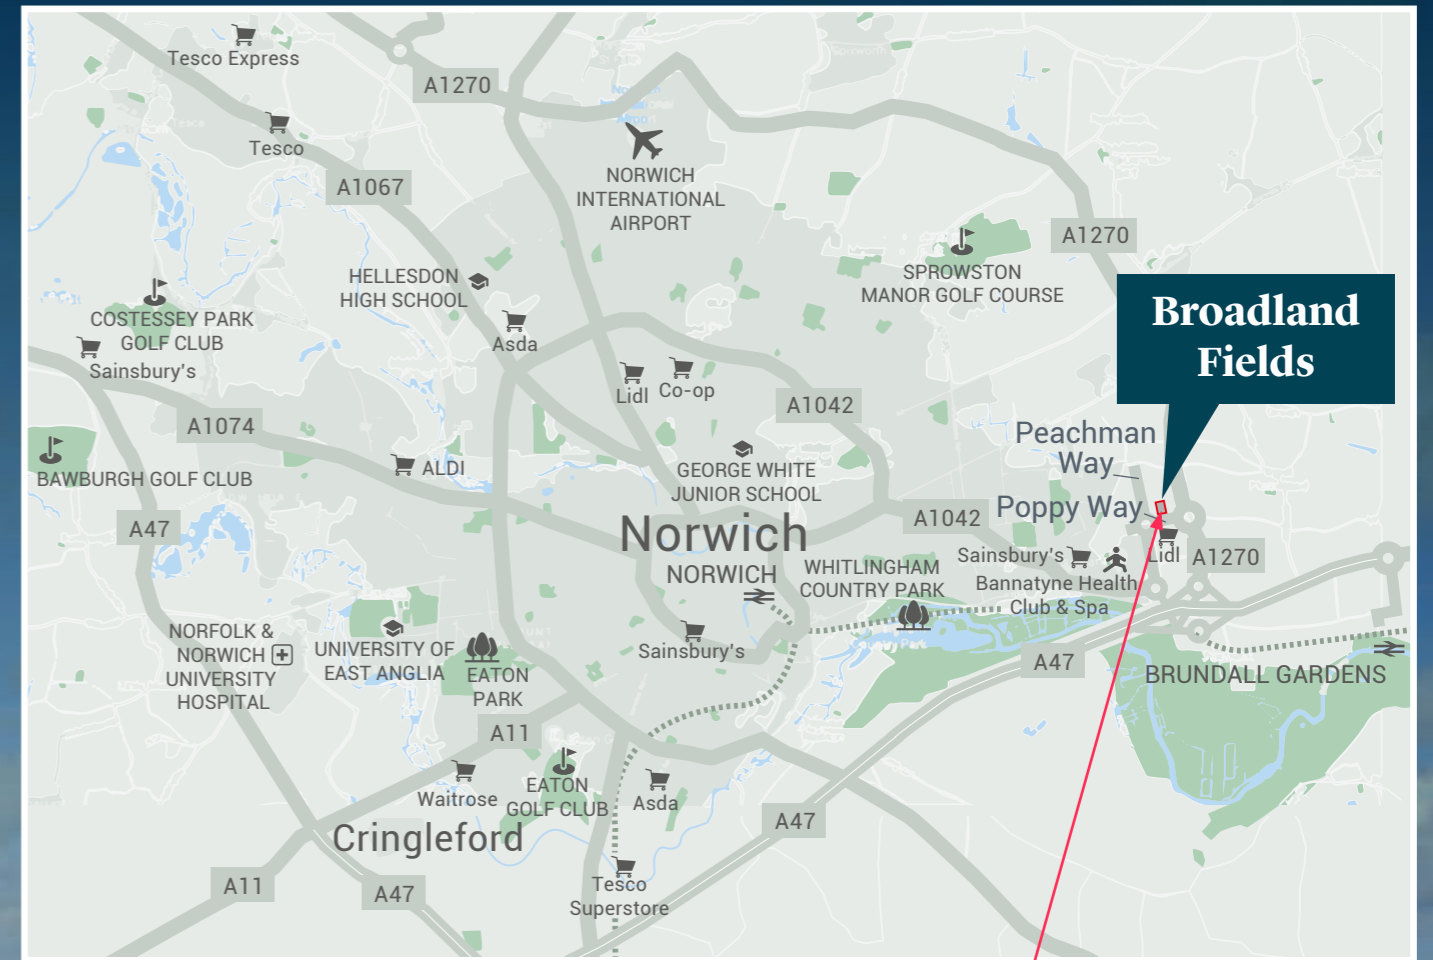 Tesco Express
A1270
Tesco
A1067
NORWICH
INTERNATIONAL
AIRPORT
A1270
HELLESDON
HIGH SCHOOL
SPROWSTON
MANOR GOLF COURSE
Broadland
Fields
COSTESSEY PARK
GOLF CLUB
Sainsbury's
Asda
Lidl
Co-op
A1042
A1074
Peachman
Way
ALDI
BAWBURGH GOLF CLUB
GEORGE WHITE
JUNIOR SCHOOL
Poppy Way
A47
Norwich
A1042
Sainsbury's
Lidl
A1270
NORWICH
WHITLINGHAM
COUNTRY PARK
Bannatyne Health
Club & Spa
NORFOLK &
NORWICH
UNIVERSITY
HOSPITAL
UNIVERSITY OF
EAST ANGLIA
EATON
PARK
Sainsbury's
A47
BRUNDALL GARDENS
A11
Waitrose
EATON
GOLF CLUB
Asda
A47
Cringleford
A11
A47
Tesco
Superstore